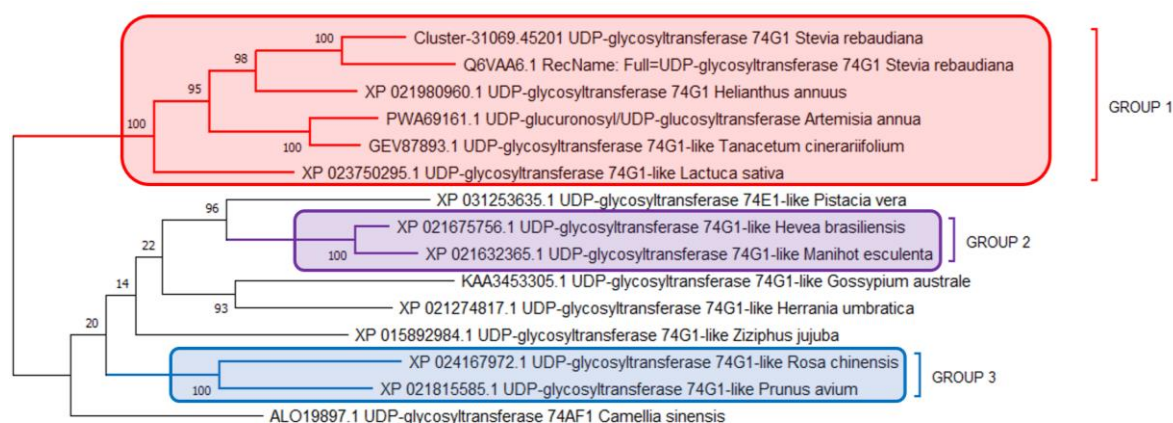 100 Cluster-31069.45201 UDP-glycosyltransferase 74G1 Stevia rebaudiana
98 Q6VAA6.1 RecName: Full=UDP-glycosyltransferase 74G1 Stevia rebaudiana
95 XP 021980960.1 UDP-glycosyltransferase 74G1 Helianthus annuus
GROUP 1
100 PWA69161.1 UDP-glucuronosyl/UDP-glucosyltransferase Artemisia annua
100 GEV87893.1 UDP-glycosyltransferase 74G1-like Tanacetum cinerariifolium
XP 023750295.1 UDP-glycosyltransferase 74G1-like Lactuca sativa
96 XP 031253635.1 UDP-glycosyltransferase 74E1-like Pistacia vera
XP 021675756.1 UDP-glycosyltransferase 74G1-like Hevea brasiliensis
GROUP 2
22 100 XP 021632365.1 UDP-glycosyltransferase 74G1-like Manihot esculenta
14 KAA3453305.1 UDP-glycosyltransferase 74G1-like Gossypium australe
93 XP 021274817.1 UDP-glycosyltransferase 74G1-like Herrania umbratica
20 XP 015892984.1 UDP-glycosyltransferase 74G1-like Ziziphus jujuba
XP 024167972.1 UDP-glycosyltransferase 74G1-like Rosa chinensis
GROUP 3
100 XP 021815585.1 UDP-glycosyltransferase 74G1-like Prunus avium
ALO19897.1 UDP-glycosyltransferase 74AF1 Camellia sinensis